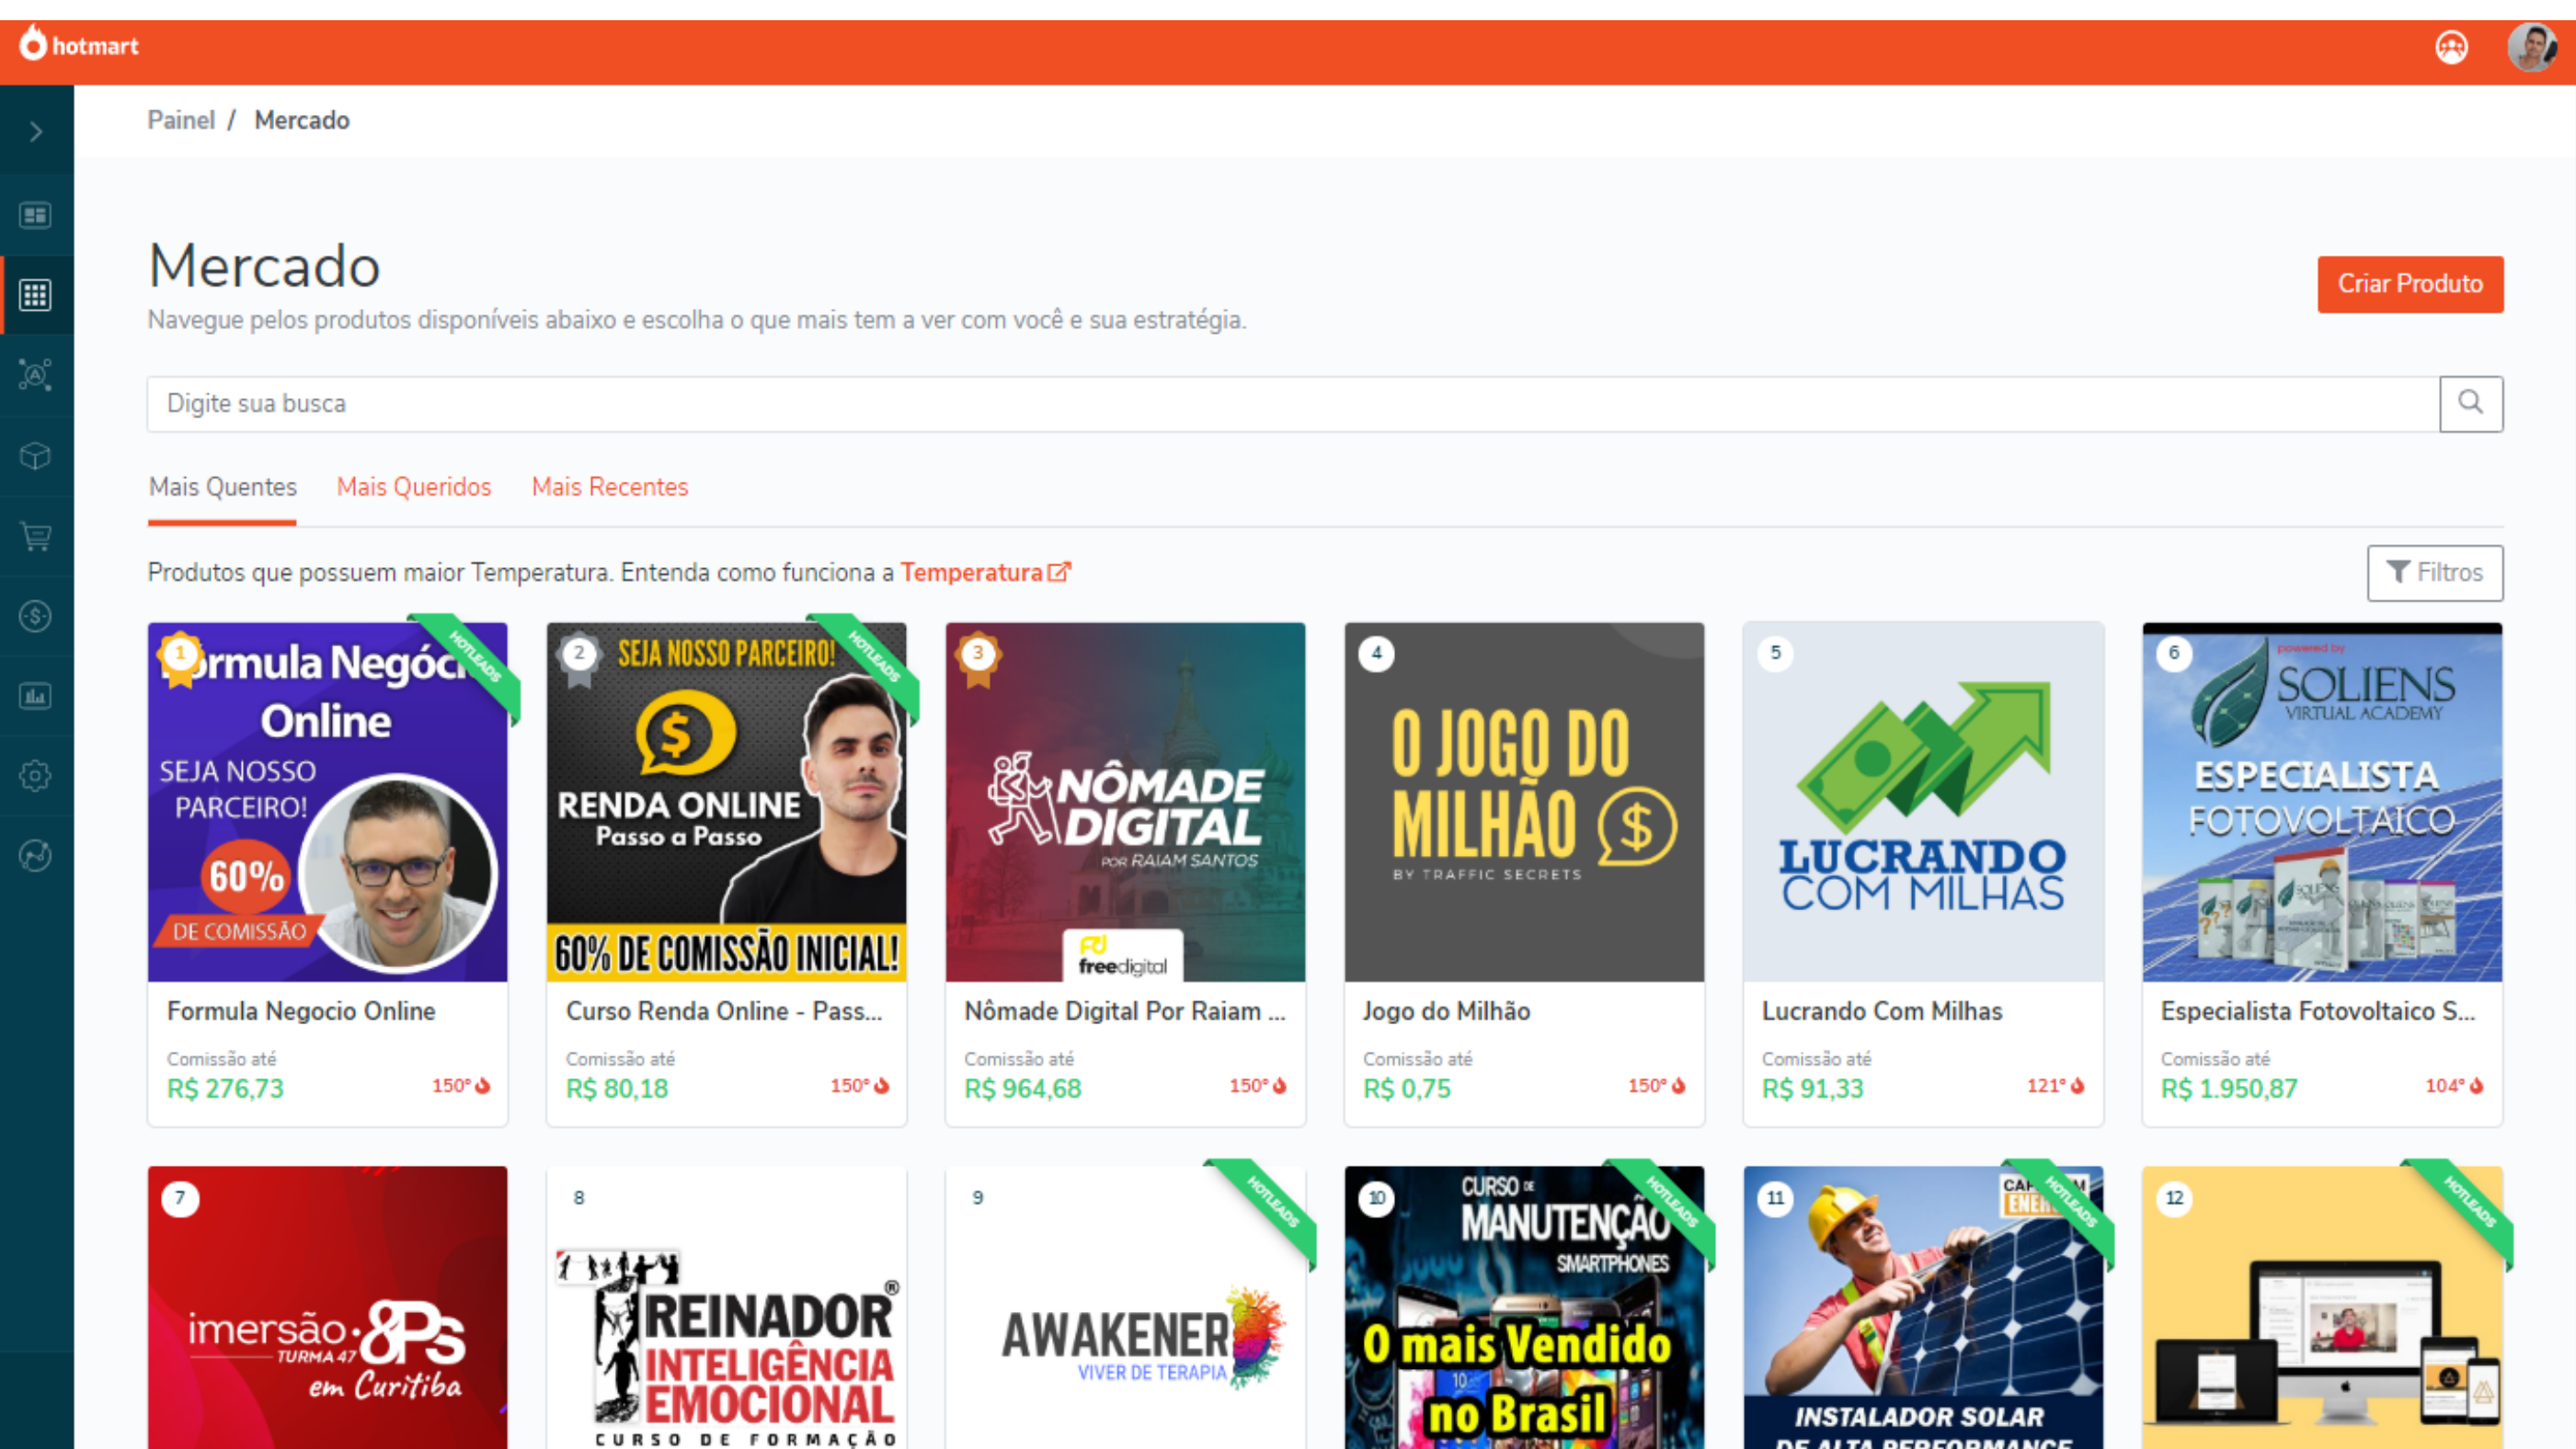 hotmart
Painel / Mercado
Mercado
Criar Produto
Navegue pelos produtos disponíveis abaixo e escolha o que mais tem a ver com você e sua estratégia.
Digite sua busca
Mais Quentes Mais Queridos Mais Recentes
Produtos que possuem maior Temperatura. Entenda como funciona a Temperatura
Filtros
1
HOTLEADS
rmula Negóci
Online
SEJA NOSSO
PARCEIRO!
60%
DE COMISSÃO
Formula Negocio Online
Comissão até
R$ 276,73 150°
2
HOTLEADS
SEJA NOSSO PARCEIRO!
$
RENDA ONLINE
Passo a Passo
60% DE COMISSÃO INICIAL!
Curso Renda Online - Pass...
Comissão até
R$ 80,18 150°
3
NÔMADE
DIGITAL
POR RAIAM SANTOS
fd
freedigital
Nômade Digital Por Raiam ...
Comissão até
R$ 964,68 150°
4
O JOGO DO
MILHÃO $
BY TRAFFIC SECRETS
Jogo do Milhão
Comissão até
R$ 0,75 150°
5
LUCRANDO
COM MILHAS
Lucrando Com Milhas
Comissão até
R$ 91,33 121°
6
powered by
SOLIENS
VIRTUAL ACADEMY
ESPECIALISTA
FOTOVOLTAICO
Especialista Fotovoltaico S...
Comissão até
R$ 1.950,87 104°
7
imersão·8Ps
TURMA 47
em Curitiba
8
TREINADOR®
INTELIGÊNCIA
EMOCIONAL
CURSO DE FORMAÇÃO
9
HOTLEADS
AWAKENER
VIVER DE TERAPIA
10
HOTLEADS
CURSO DE
MANUTENÇÃO
SMARTPHONES
O mais Vendido
no Brasil
11
HOTLEADS
INSTALADOR SOLAR
DE ALTA PERFORMANCE
12
HOTLEADS